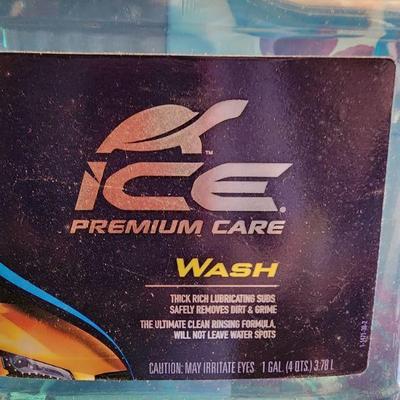 ICE®
™
PREMIUM CARE
WASH
THICK RICH LUBRICATING SUDS
SAFELY REMOVES DIRT & GRIME
THE ULTIMATE CLEAN RINSING FORMULA,
WILL NOT LEAVE WATER SPOTS
CAUTION: MAY IRRITATE EYES 1 GAL (4 QTS.) 3.78 L